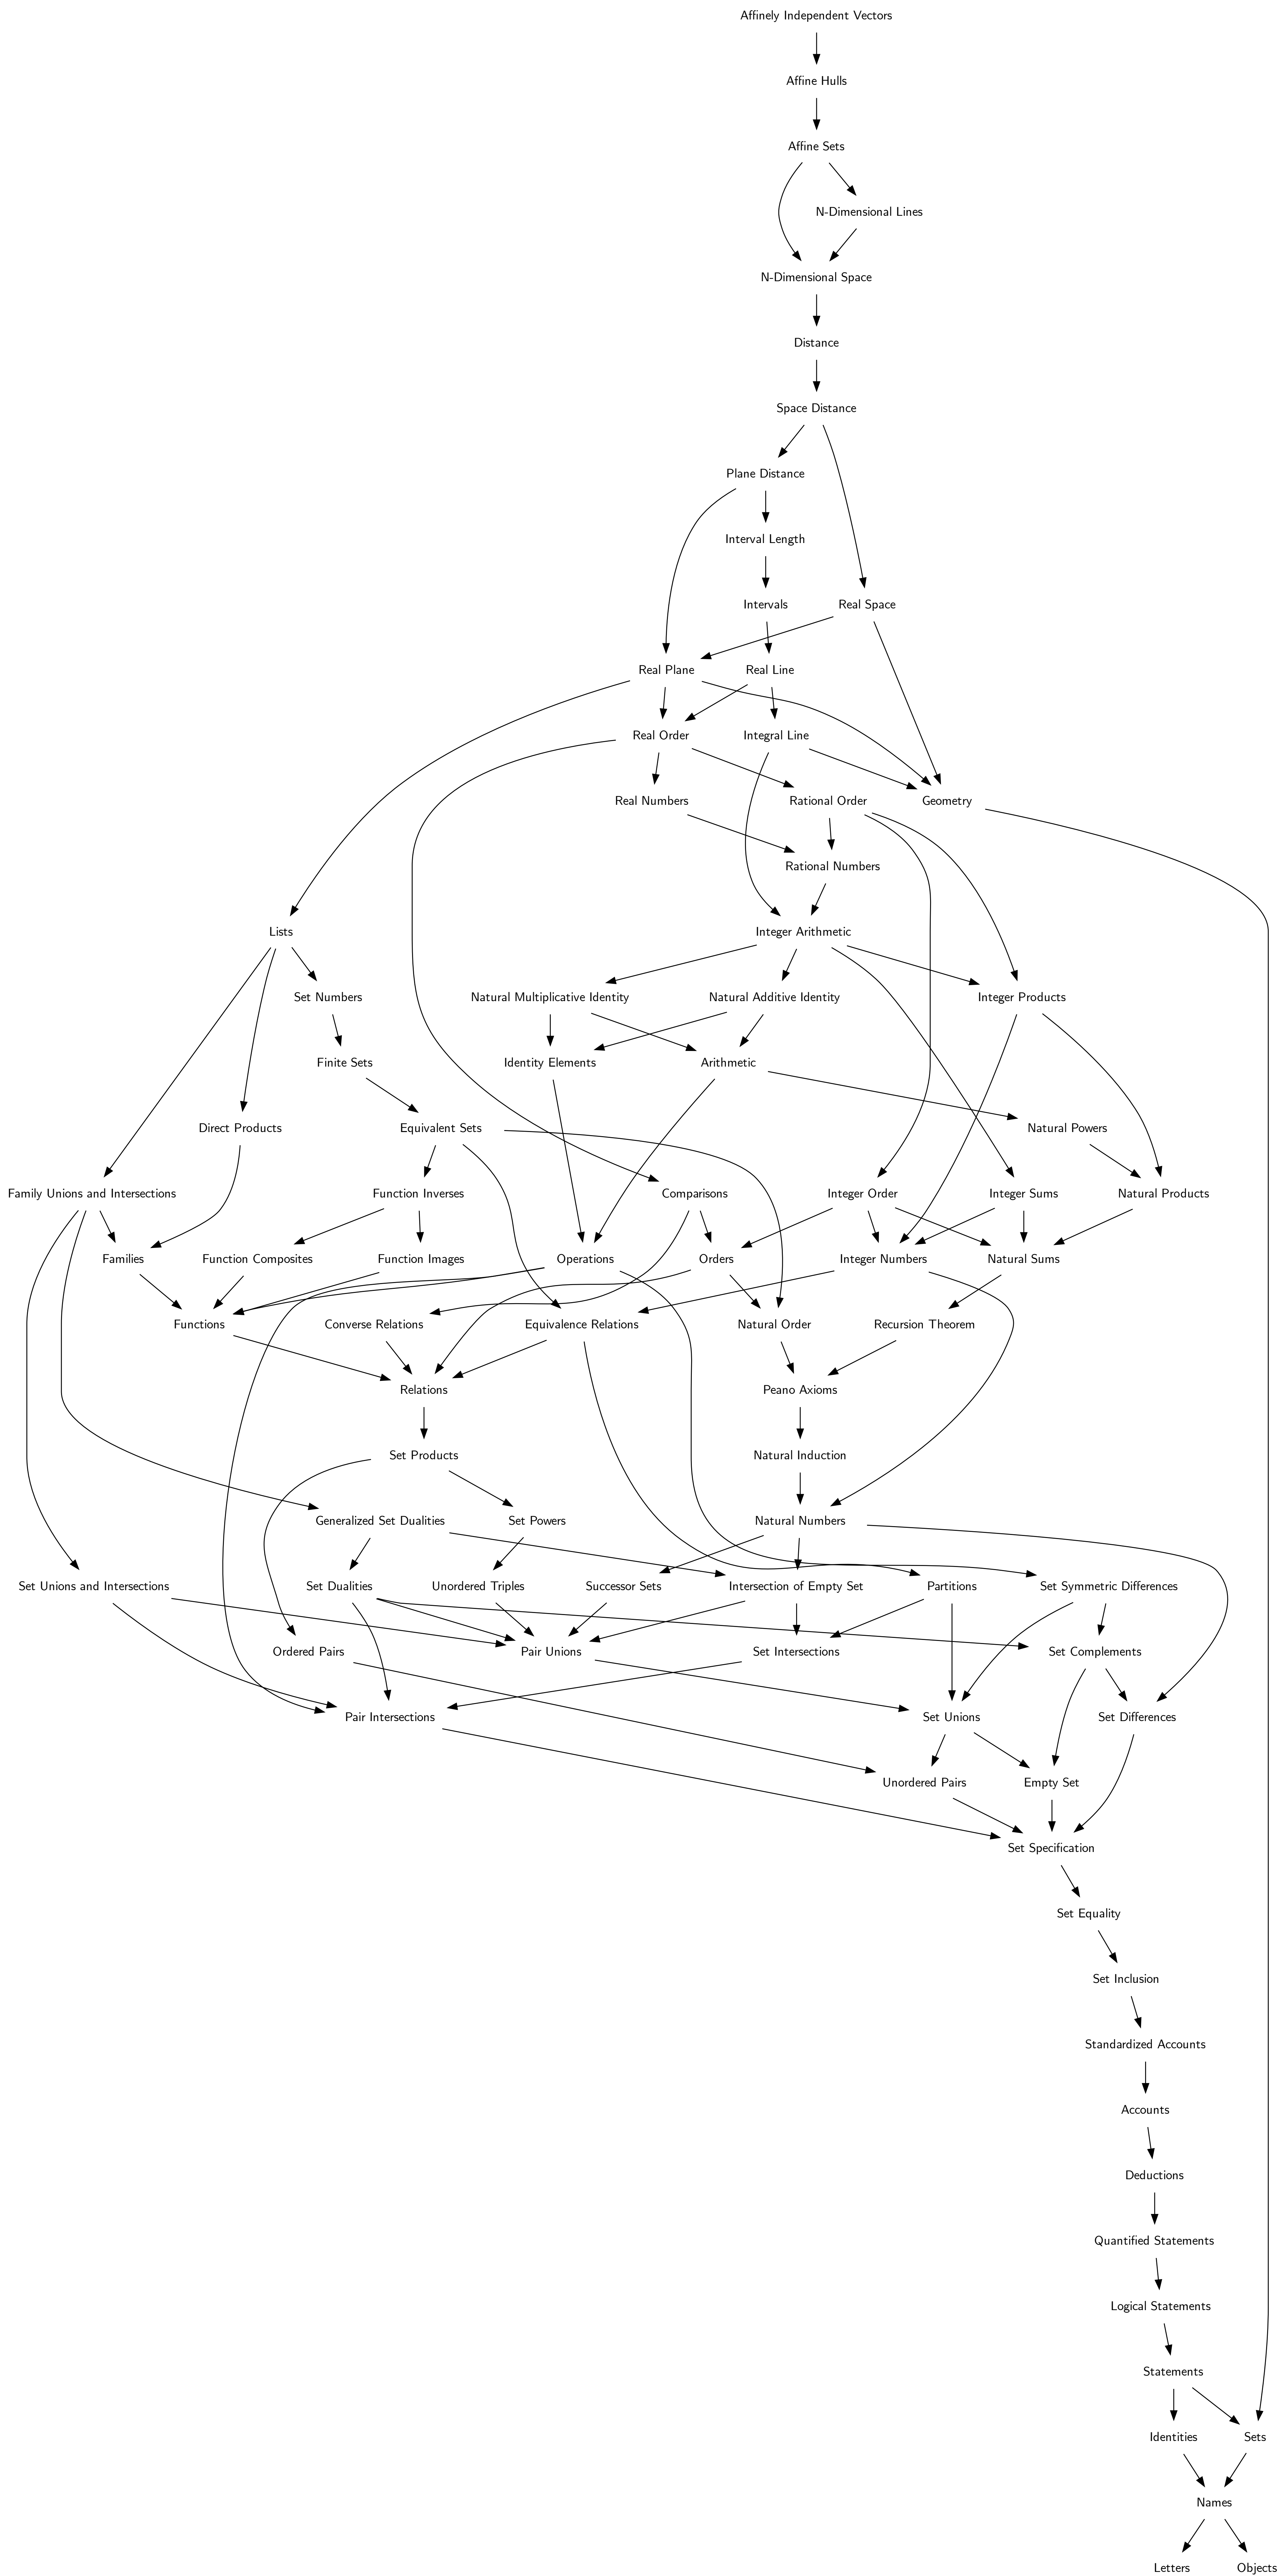 Affinely Independent Vectors
Affine Hulls
Affine Sets
N-Dimensional Lines
N-Dimensional Space
Distance
Space Distance
Plane Distance
Interval Length
Intervals
Real Space
Real Plane
Real Line
Real Order
Integral Line
Real Numbers
Rational Order
Geometry
Rational Numbers
Lists
Integer Arithmetic
Set Numbers
Natural Multiplicative Identity
Natural Additive Identity
Integer Products
Finite Sets
Identity Elements
Arithmetic
Direct Products
Equivalent Sets
Natural Powers
Family Unions and Intersections
Function Inverses
Comparisons
Integer Order
Integer Sums
Natural Products
Families
Function Composites
Function Images
Operations
Orders
Integer Numbers
Natural Sums
Functions
Converse Relations
Equivalence Relations
Natural Order
Recursion Theorem
Relations
Peano Axioms
Set Products
Natural Induction
Generalized Set Dualities
Set Powers
Natural Numbers
Set Unions and Intersections
Set Dualities
Unordered Triples
Successor Sets
Intersection of Empty Set
Partitions
Set Symmetric Differences
Ordered Pairs
Pair Unions
Set Intersections
Set Complements
Pair Intersections
Set Unions
Set Differences
Unordered Pairs
Empty Set
Set Specification
Set Equality
Set Inclusion
Standardized Accounts
Accounts
Deductions
Quantified Statements
Logical Statements
Statements
Identities
Sets
Names
Letters
Objects